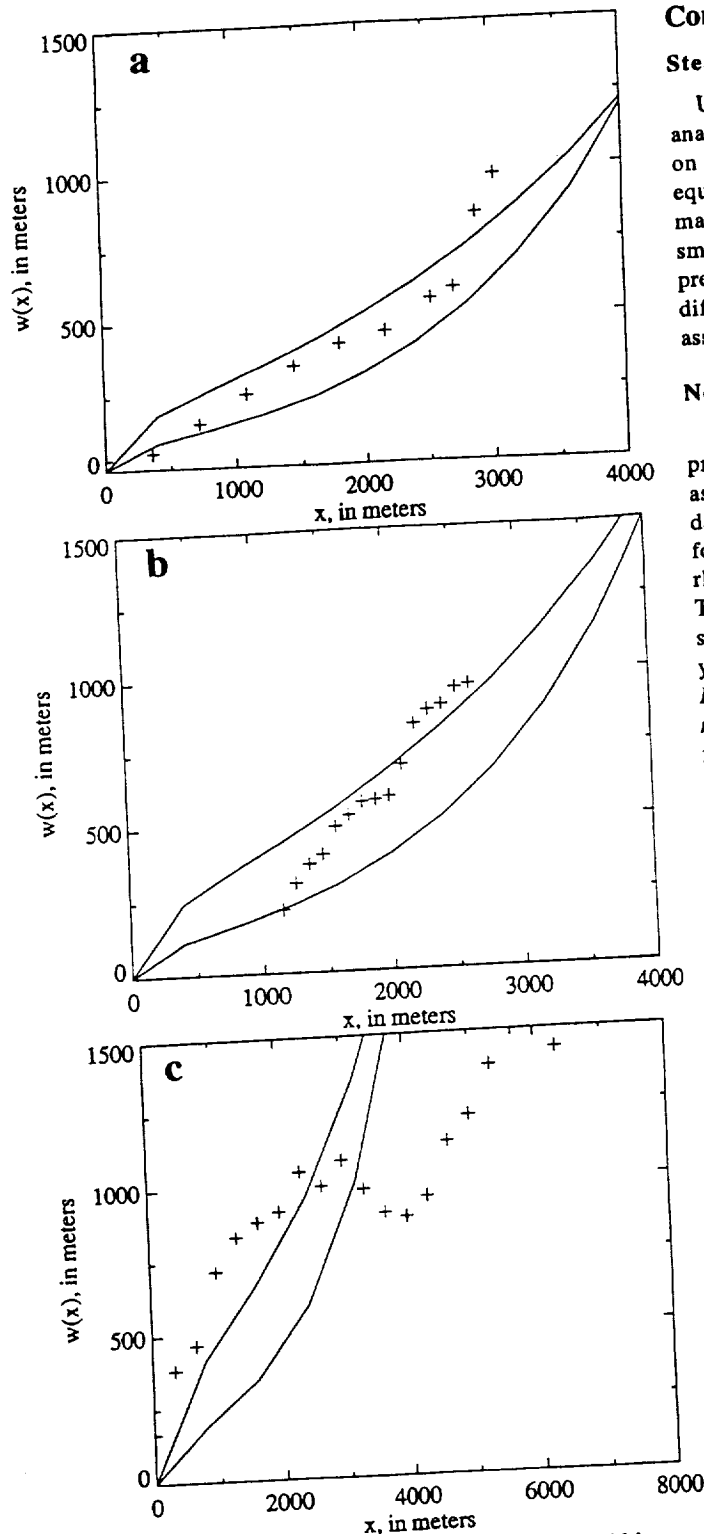 a
1500
1000
500
0
w(x), in meters
0 1000 2000 3000 4000
x, in meters
b
1500
1000
500
0
w(x), in meters
0 1000 2000 3000 4000
x, in meters
c
1500
1000
500
0
w(x), in meters
0 2000 4000 6000 8000
x, in meters
Co
Ste
U
ana
on
equ
ma
sm
pre
dif
ass
N
pr
as
d
fo
r
T
s
y